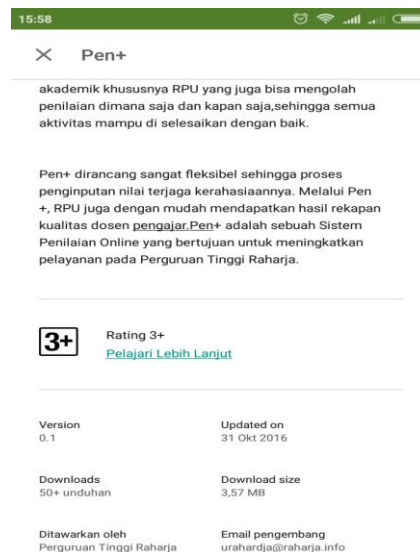 15:58
Pen+
akademik khususnya RPU yang juga bisa mengolah
penilaian dimana saja dan kapan saja,sehingga semua
aktivitas mampu di selesaikan dengan baik.
Pen+ dirancang sangat fleksibel sehingga proses
penginputan nilai terjaga kerahasiaannya. Melalui Pen
+, RPU juga dengan mudah mendapatkan hasil rekapan
kualitas dosen pengajar.Pen+ adalah sebuah Sistem
Penilaian Online yang bertujuan untuk meningkatkan
pelayanan pada Perguruan Tinggi Raharja.
3+
Rating 3+
Pelajari Lebih Lanjut
Version
0.1
Updated on
31 Okt 2016
Downloads
50+ unduhan
Download size
3,57 MB
Ditawarkan oleh
Perguruan Tinggi Raharja
Email pengembang
urahardja@raharja.info